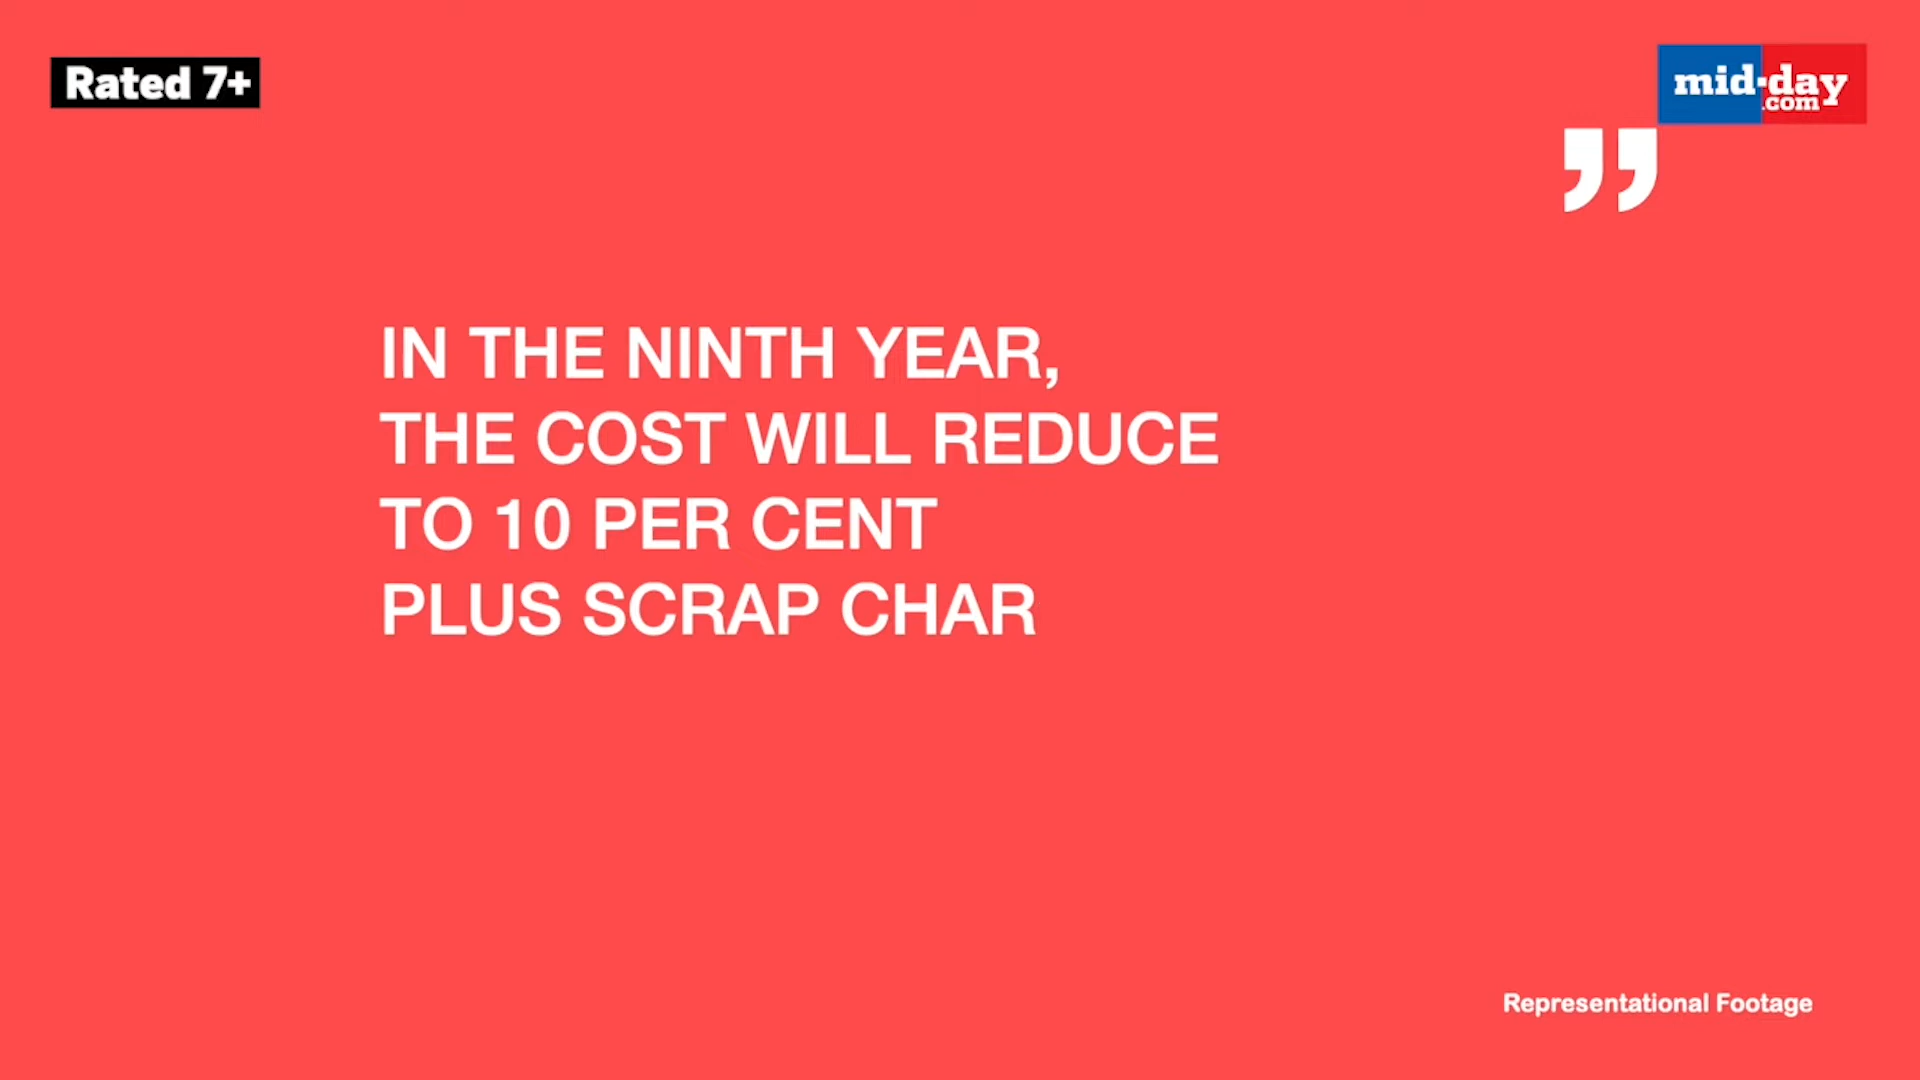 Rated 7+
mid-day
.com
”
IN THE NINTH YEAR,
THE COST WILL REDUCE
TO 10 PER CENT
PLUS SCRAP CHAR
Representational Footage